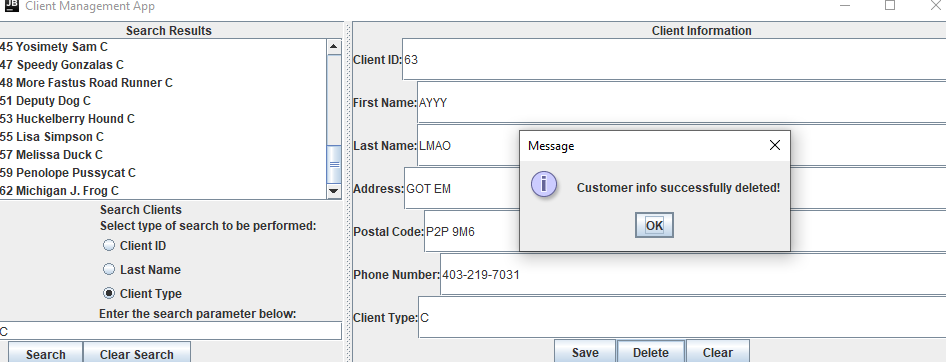 JB
Client Management App
Search Results
45 Yosimety Sam C
47 Speedy Gonzalas C
48 More Fastus Road Runner C
51 Deputy Dog C
53 Huckelberry Hound C
55 Lisa Simpson C
57 Melissa Duck C
59 Penolope Pussycat C
62 Michigan J. Frog C
Search Clients
Select type of search to be performed:
Client ID
Last Name
Client Type
Enter the search parameter below:
C
Search Clear Search
Client Information
Client ID: 63
First Name: AYYY
Last Name: LMAO
Address: GOT EM
Postal Code: P2P 9M6
Phone Number: 403-219-7031
Client Type: C
Save Delete Clear
Message
i
Customer info successfully deleted!
OK